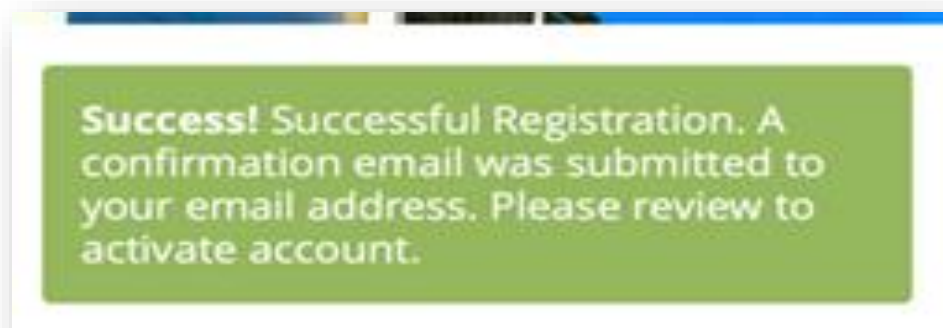 Success! Successful Registration. A
confirmation email was submitted to
your email address. Please review to
activate account.